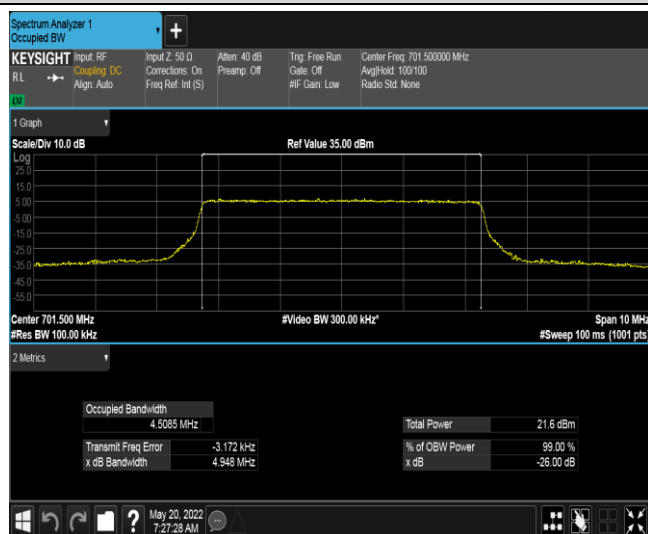 Spectrum Analyzer 1
Occupied BW
KEYSIGHT
RL
Input: RF
Coupling: DC
Align: Auto
Input Z: 50 Ω
Corrections: On
Freq Ref: Int (S)
Atten: 40 dB
Preamp: Off
Trig: Free Run
Gate: Off
#IF Gain: Low
Center Freq: 701.500000 MHz
Avg|Hold: 100/100
Radio Std: None
LXI
1 Graph
Scale/Div 10.0 dB
Ref Value 35.00 dBm
Log
25.0
15.0
5.00
-5.00
-15.0
-25.0
-35.0
-45.0
-55.0
Center 701.500 MHz
#Video BW 300.00 kHz*
Span 10 MHz
#Res BW 100.00 kHz
#Sweep 100 ms (1001 pts)
2 Metrics
Occupied Bandwidth
4.5085 MHz
Total Power 21.6 dBm
Transmit Freq Error -3.172 kHz
% of OBW Power 99.00 %
x dB Bandwidth 4.948 MHz
x dB -26.00 dB
May 20, 2022
7:27:28 AM